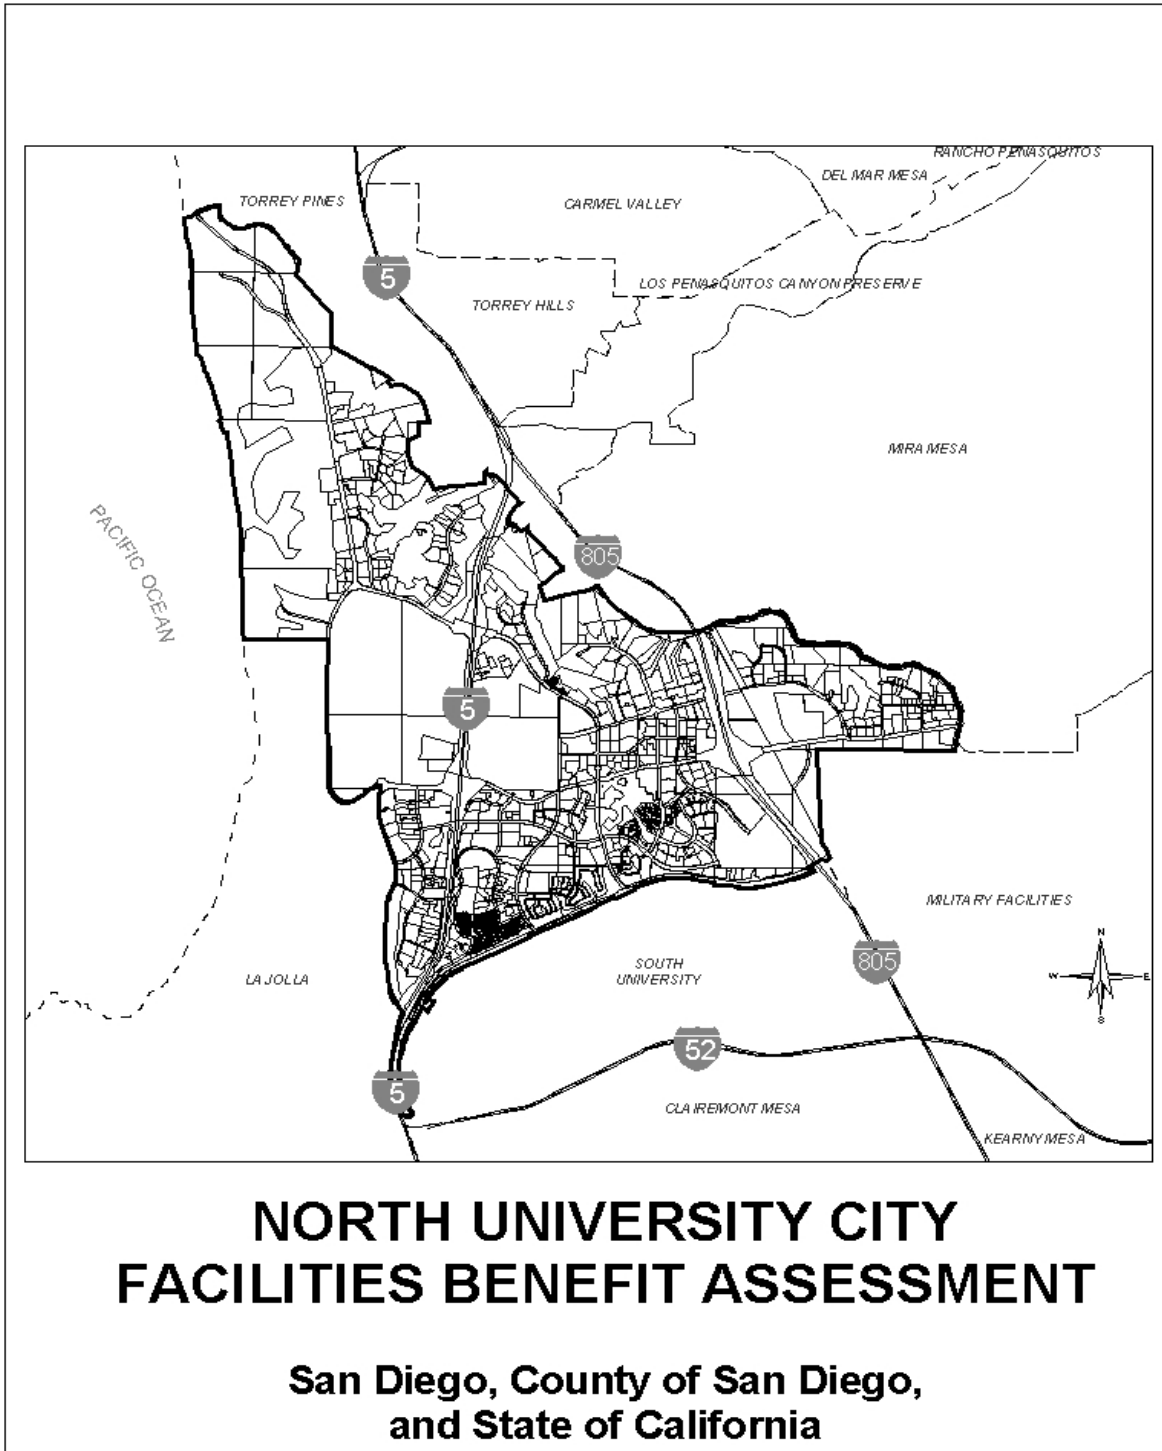 RANCHO PENASQUITOS
DEL MAR MESA
TORREY PINES
CARMEL VALLEY
5
LOS PENASQUITOS CANYON PRESERVE
TORREY HILLS
MIRA MESA
PACIFIC OCEAN
805
5
MILITARY FACILITIES
N
W
E
S
805
SOUTH
UNIVERSITY
LA JOLLA
52
5
CLAIREMONT MESA
KEARNY MESA
NORTH UNIVERSITY CITY
FACILITIES BENEFIT ASSESSMENT
San Diego, County of San Diego,
and State of California